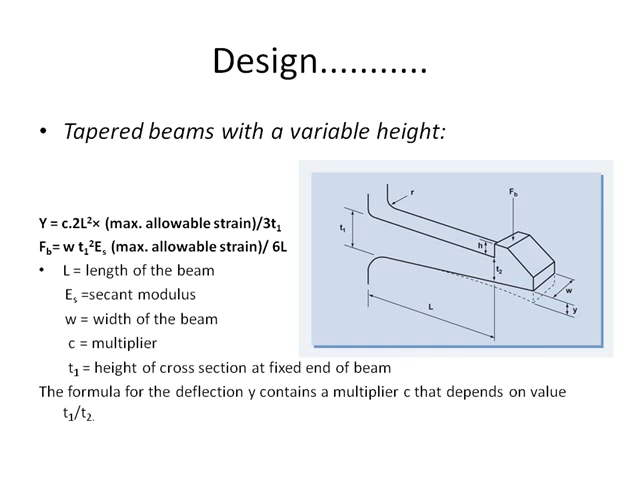 Design...........
• Tapered beams with a variable height:
Y = c.2L²× (max. allowable strain)/3t₁
F_b= w t₁²E_s (max. allowable strain)/ 6L
• L = length of the beam
E_s =secant modulus
w = width of the beam
c = multiplier
t₁ = height of cross section at fixed end of beam
The formula for the deflection y contains a multiplier c that depends on value
t₁/t₂.
r
F_b
t₁
h
t₂
L
w
y